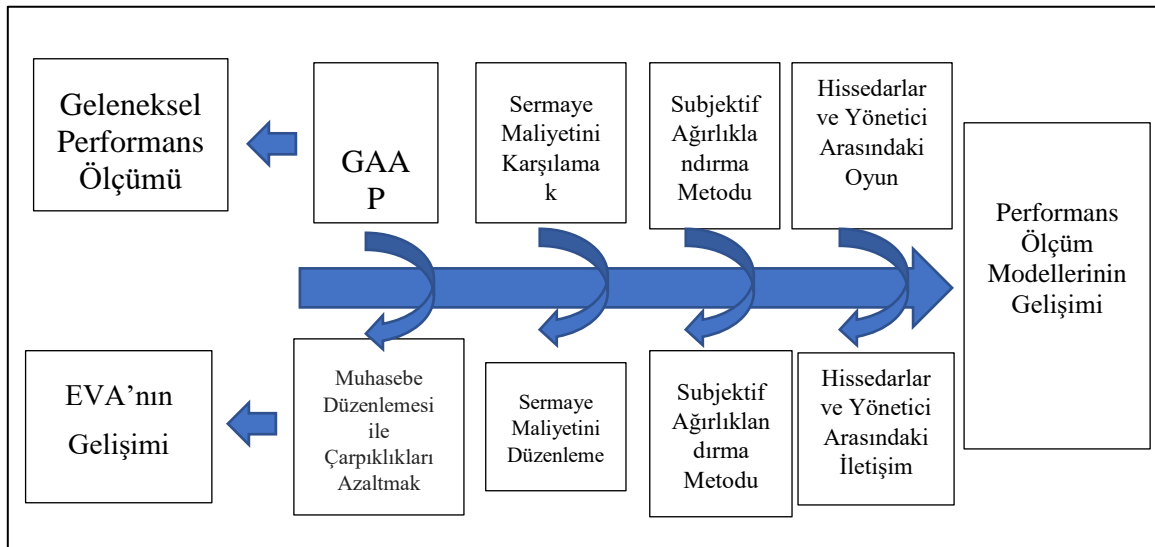 Geleneksel
Performans
Ölçümü
GAA
P
Sermaye
Maliyetini
Karşılama
k
Subjektif
Ağırlıkla
ndırma
Metodu
Hissedarlar
ve Yönetici
Arasındaki
Oyun
Performans
Ölçüm
Modellerinin
Gelişimi
EVA’nın
Gelişimi
Muhasebe
Düzenlemesi
ile
Çarpıklıkları
Azaltmak
Sermaye
Maliyetini
Düzenleme
Subjektif
Ağırlıklan
dırma
Metodu
Hissedarlar
ve Yönetici
Arasındaki
İletişim